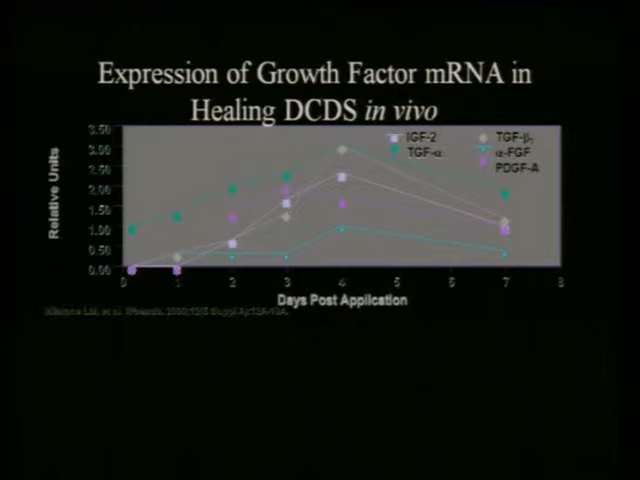 Expression of Growth Factor mRNA in
Healing DCDS in vivo
3.50
3.00
2.50
2.00
1.50
1.00
0.50
0.00
Relative Units
IGF-2
TGF-α
TGF-β
α-FGF
PDGF-A
0 1 2 3 4 5 6 7 8
Days Post Application